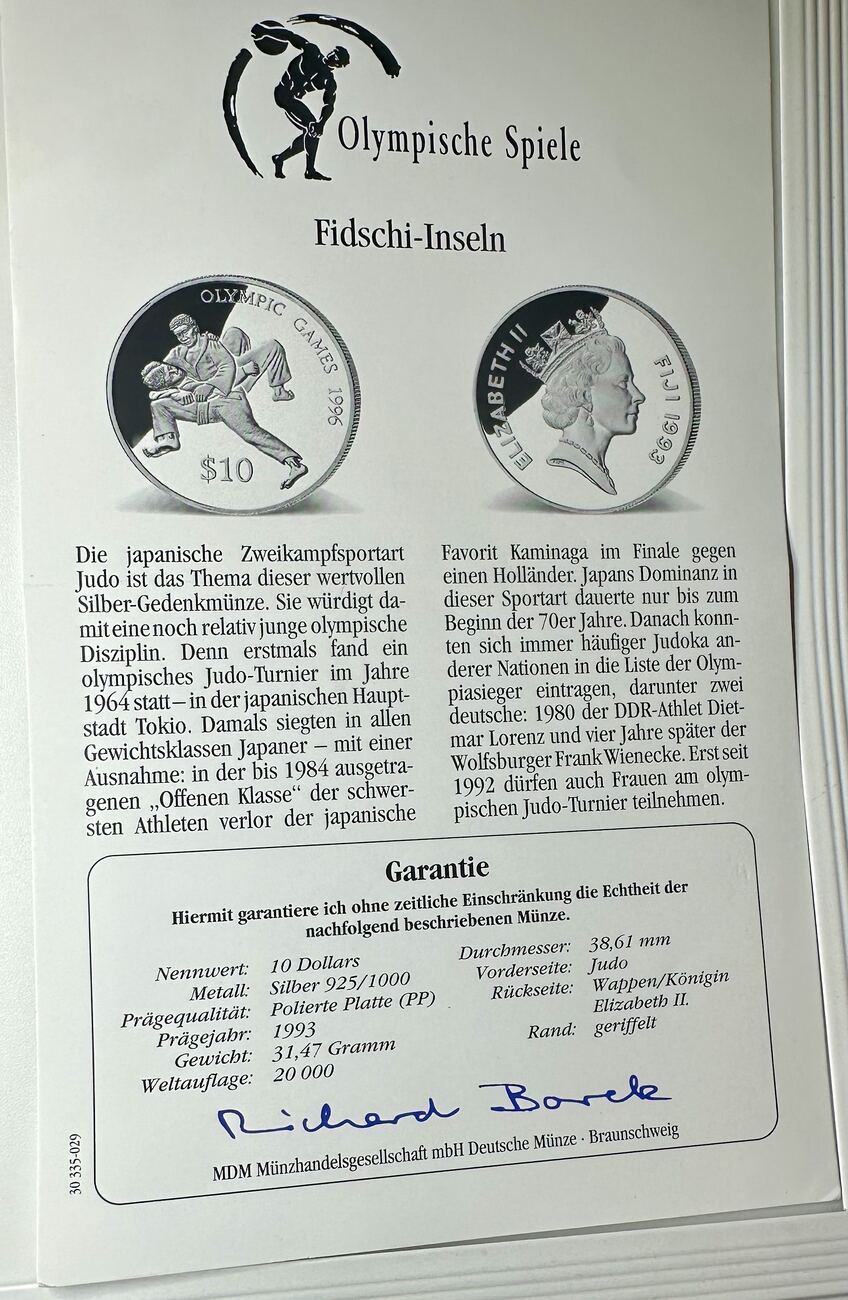 Olympische Spiele
Fidschi-Inseln
OLYMPIC GAMES 1996
$10
ELIZABETH II
FIJI 1993
Die japanische Zweikampfsportart
Judo ist das Thema dieser wertvollen
Silber-Gedenkmünze. Sie würdigt da-
mit eine noch relativ junge olympische
Disziplin. Denn erstmals fand ein
olympisches Judo-Turnier im Jahre
1964 statt – in der japanischen Haupt-
stadt Tokio. Damals siegten in allen
Gewichtsklassen Japaner – mit einer
Ausnahme: in der bis 1984 ausgetra-
genen „Offenen Klasse“ der schwer-
sten Athleten verlor der japanische
Favorit Kaminaga im Finale gegen
einen Holländer. Japans Dominanz in
dieser Sportart dauerte nur bis zum
Beginn der 70er Jahre. Danach konn-
ten sich immer häufiger Judoka an-
derer Nationen in die Liste der Olym-
piasieger eintragen, darunter zwei
deutsche: 1980 der DDR-Athlet Diet-
mar Lorenz und vier Jahre später der
Wolfsburger Frank Wienecke. Erst seit
1992 dürfen auch Frauen am olym-
pischen Judo-Turnier teilnehmen.
Garantie
Hiermit garantiere ich ohne zeitliche Einschränkung die Echtheit der
nachfolgend beschriebenen Münze.
Nennwert: 10 Dollars
Metall: Silber 925/1000
Prägequalität: Polierte Platte (PP)
Prägejahr: 1993
Gewicht: 31,47 Gramm
Weltauflage: 20 000
Durchmesser: 38,61 mm
Vorderseite: Judo
Rückseite: Wappen/Königin
Elizabeth II.
Rand: geriffelt
Richard Borek
MDM Münzhandelsgesellschaft mbH Deutsche Münze · Braunschweig
30 335-029